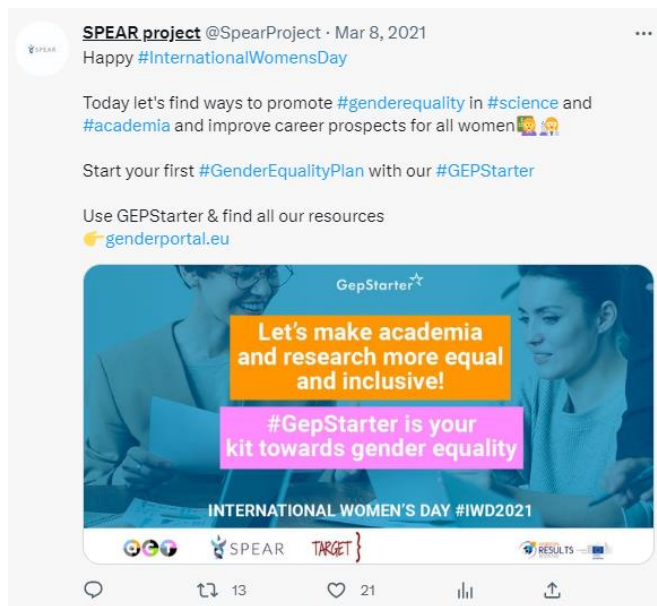 SPEAR project @SpearProject · Mar 8, 2021
Happy #InternationalWomensDay
Today let's find ways to promote #genderequality in #science and
#academia and improve career prospects for all women
Start your first #GenderEqualityPlan with our #GEPStarter
Use GEPStarter & find all our resources
genderportal.eu
GepStarter
Let's make academia
and research more equal
and inclusive!
#GepStarter is your
kit towards gender equality
INTERNATIONAL WOMEN'S DAY #IWD2021
SPEAR
TARGET
RESULTS
13
21